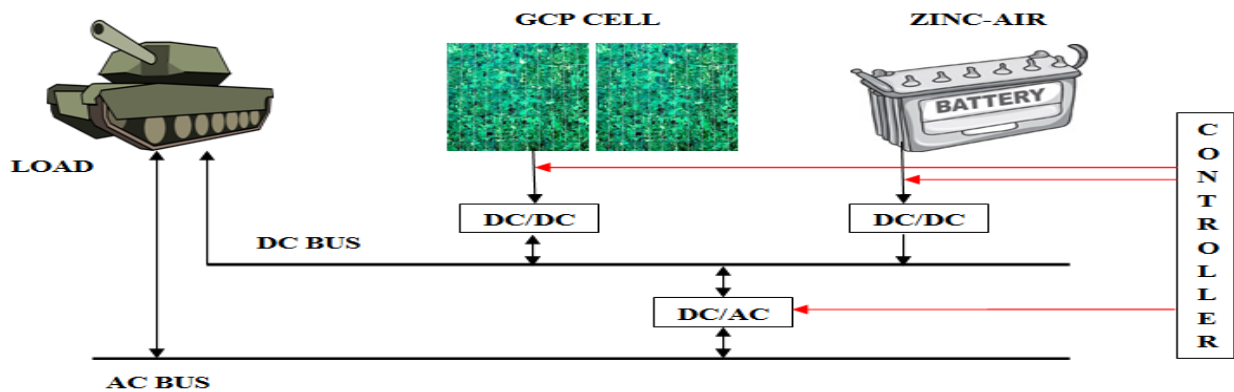 GCP CELL
ZINC-AIR
BATTERY
LOAD
DC/DC
DC/DC
DC BUS
DC/AC
AC BUS
C
O
N
T
R
O
L
L
E
R